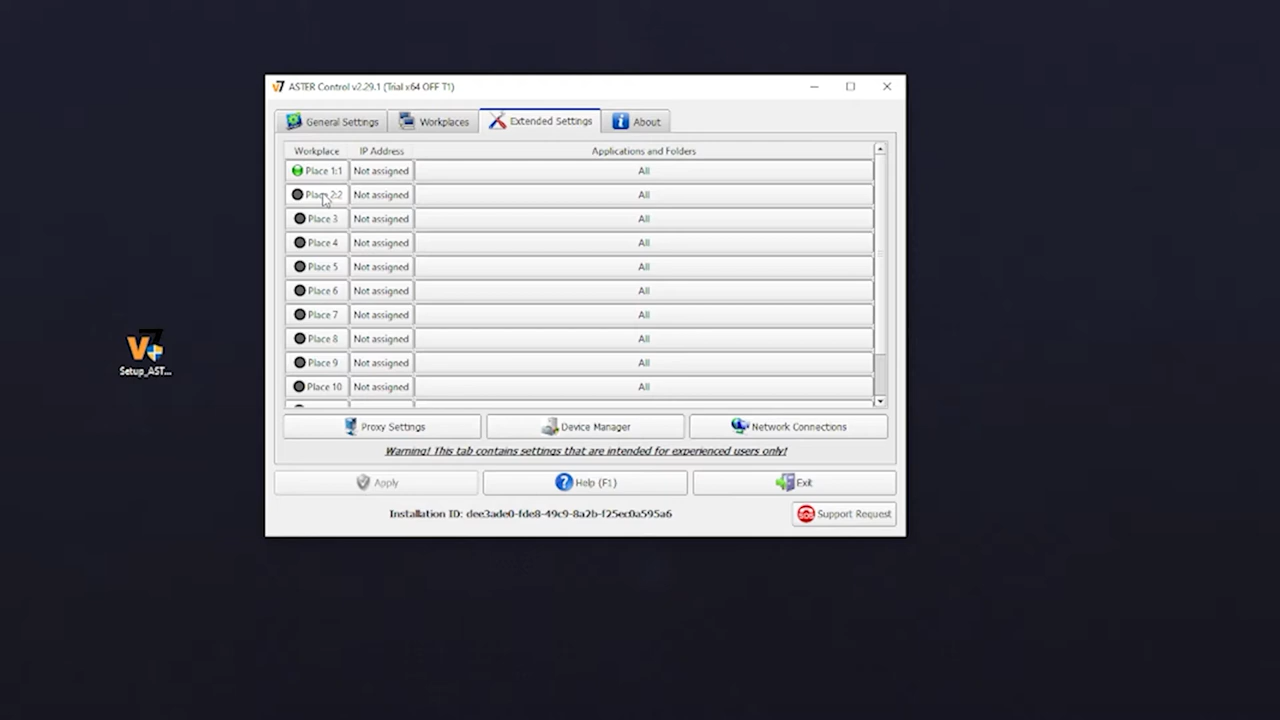 ASTER Control v2.29.1 (Trial x64 OFF T1)
General Settings
Workplaces
Extended Settings
About
Workplace IP Address Applications and Folders
Place 1:1 Not assigned All
Place 2:2 Not assigned All
Place 3 Not assigned All
Place 4 Not assigned All
Place 5 Not assigned All
Place 6 Not assigned All
Place 7 Not assigned All
Place 8 Not assigned All
Place 9 Not assigned All
Place 10 Not assigned All
Proxy Settings
Device Manager
Network Connections
Warning! This tab contains settings that are intended for experienced users only!
Apply
Help (F1)
Exit
Installation ID: dee3ade0-fde8-49c9-8a2b-f25ec0a595a6
SOS Support Request
Setup_AST...